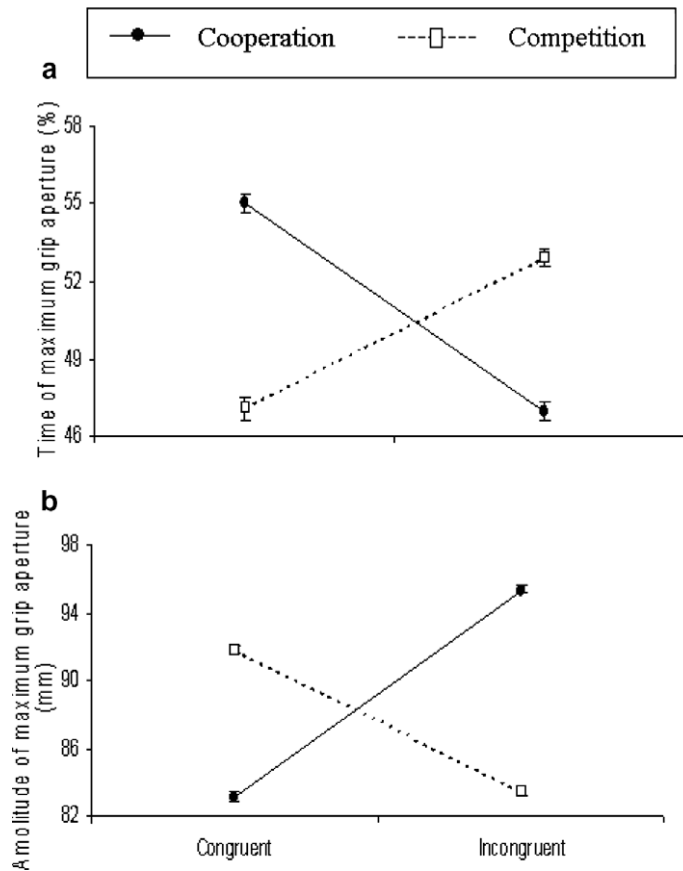 Cooperation Competition
a
Time of maximum grip aperture (%)
58
55
52
49
46
b
Amolitude of maximum grip aperture
(mm)
98
94
90
86
82
Congruent Incongruent